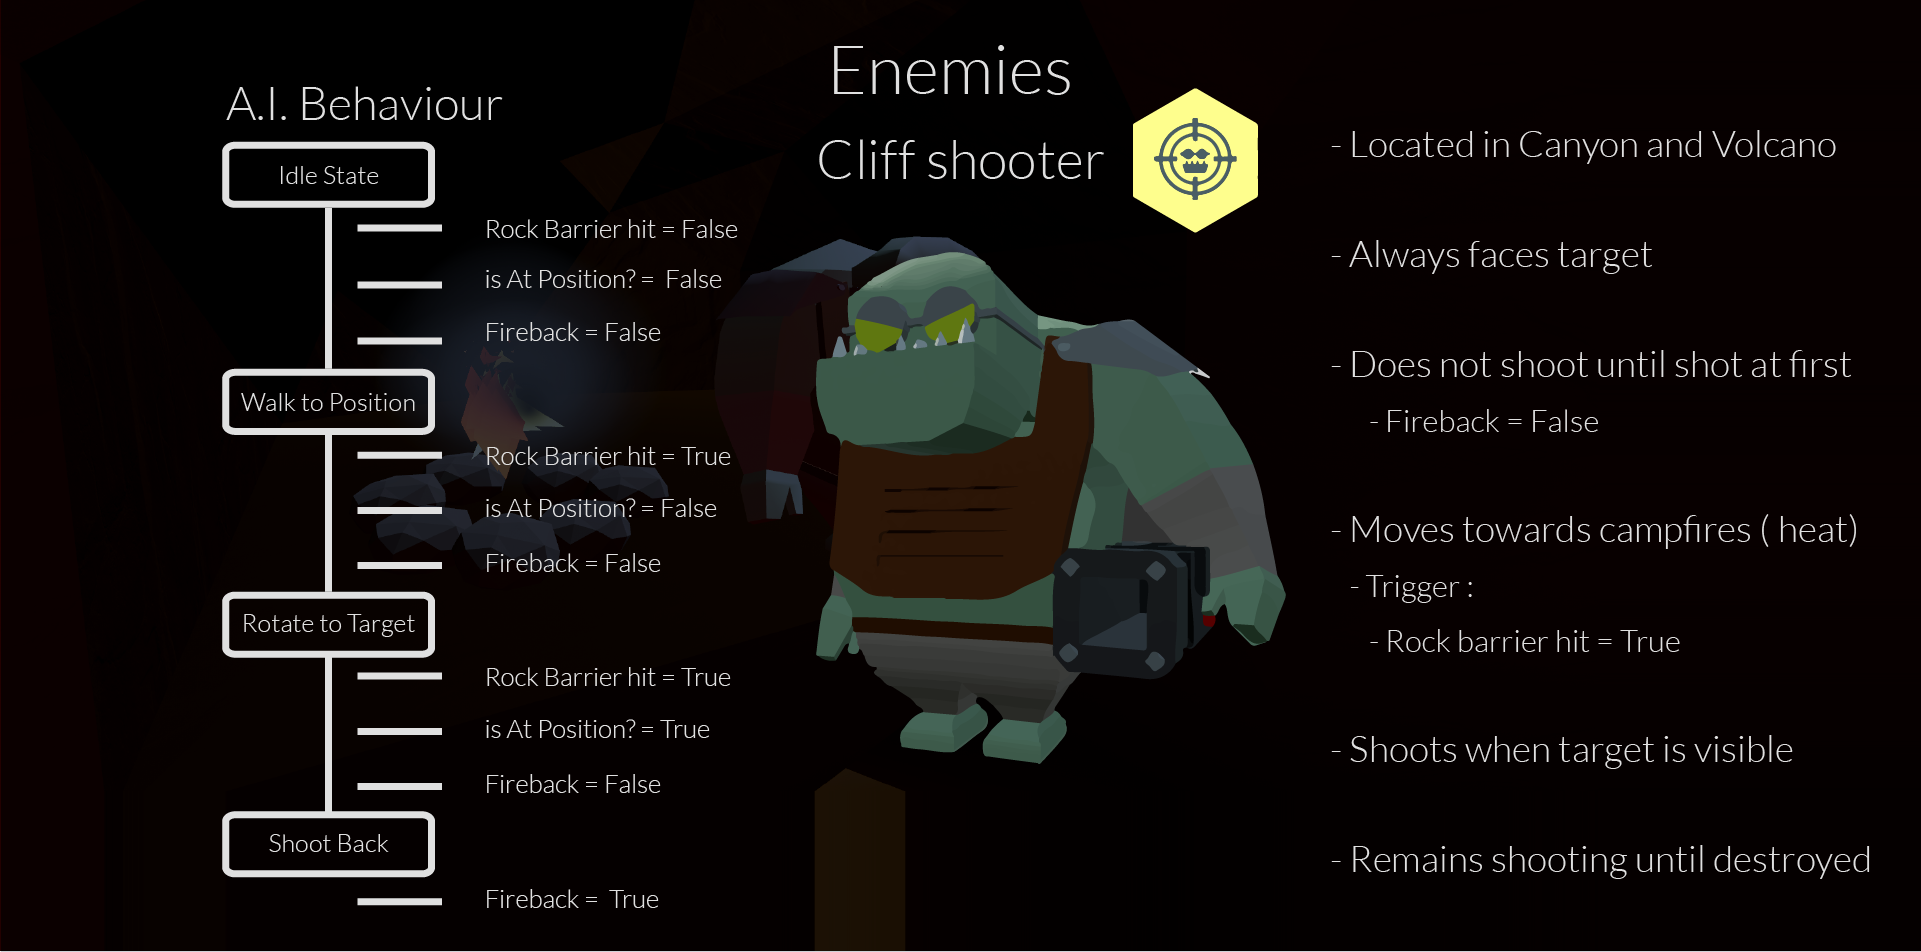 Enemies
Cliff shooter
A.I. Behaviour
Idle State
Rock Barrier hit = False
is At Position? = False
Fireback = False
Walk to Position
Rock Barrier hit = True
is At Position? = False
Fireback = False
Rotate to Target
Rock Barrier hit = True
is At Position? = True
Fireback = False
Shoot Back
Fireback = True
- Located in Canyon and Volcano
- Always faces target
- Does not shoot until shot at first
- Fireback = False
- Moves towards campfires ( heat)
- Trigger :
- Rock barrier hit = True
- Shoots when target is visible
- Remains shooting until destroyed